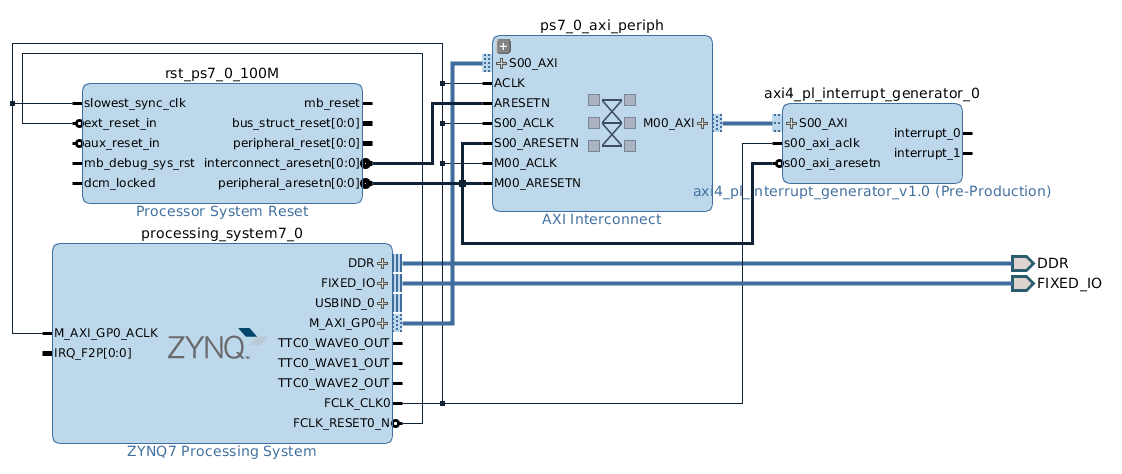 ps7_0_axi_periph
S00_AXI
ACLK
ARESETN
S00_ACLK
S00_ARESETN
M00_ACLK
M00_ARESETN
M00_AXI
AXI Interconnect
rst_ps7_0_100M
slowest_sync_clk
ext_reset_in
aux_reset_in
mb_debug_sys_rst
dcm_locked
mb_reset
bus_struct_reset[0:0]
peripheral_reset[0:0]
interconnect_aresetn[0:0]
peripheral_aresetn[0:0]
Processor System Reset
axi4_pl_interrupt_generator_0
S00_AXI
s00_axi_aclk
s00_axi_aresetn
interrupt_0
interrupt_1
axi4_pl_interrupt_generator_v1.0 (Pre-Production)
processing_system7_0
M_AXI_GP0_ACLK
IRQ_F2P[0:0]
ZYNQ
DDR
FIXED_IO
USBIND_0
M_AXI_GP0
TTC0_WAVE0_OUT
TTC0_WAVE1_OUT
TTC0_WAVE2_OUT
FCLK_CLK0
FCLK_RESET0_N
ZYNQ7 Processing System
DDR
FIXED_IO